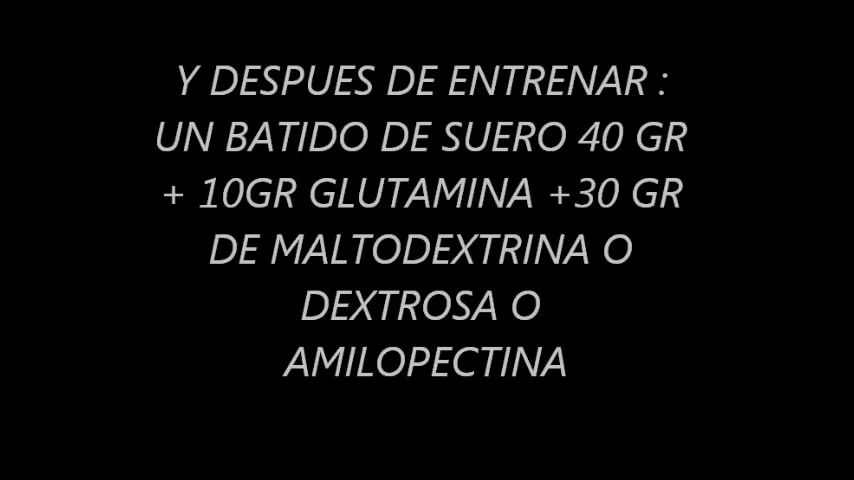 Y DESPUES DE ENTRENAR :
UN BATIDO DE SUERO 40 GR
+ 10GR GLUTAMINA +30 GR
DE MALTODEXTRINA O
DEXTROSA O
AMILOPECTINA